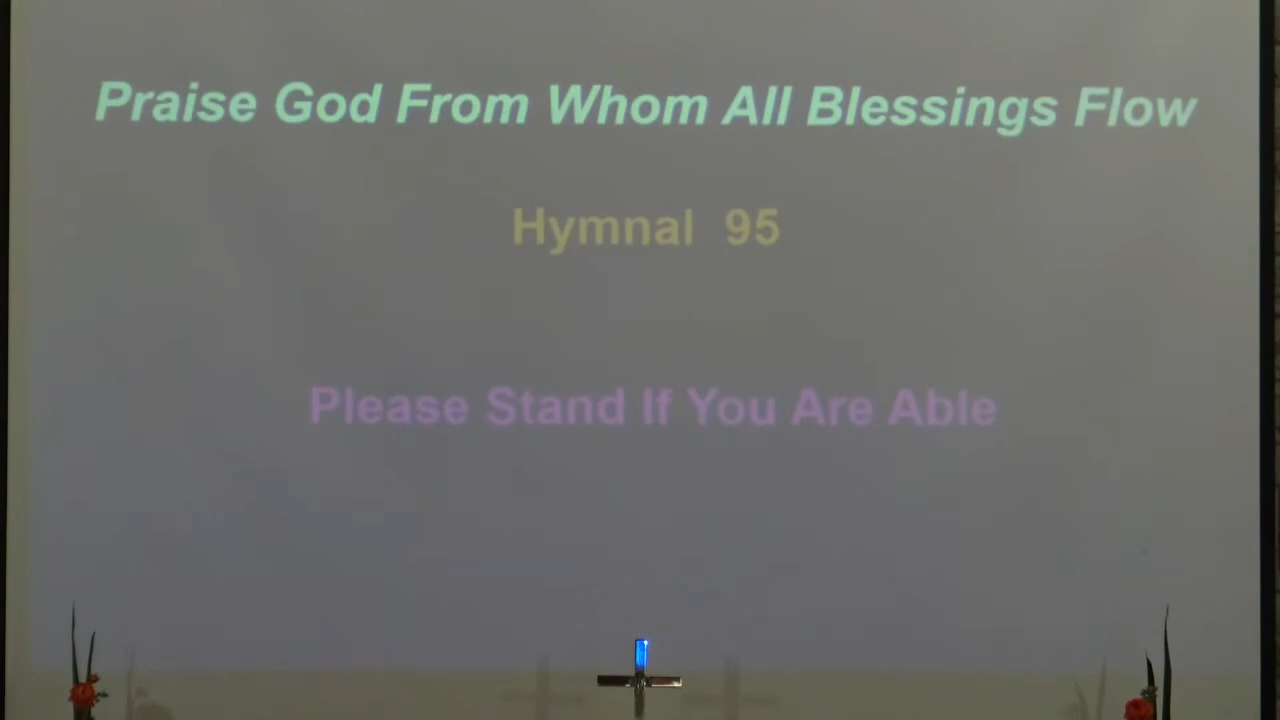 Praise God From Whom All Blessings Flow
Hymnal 95
Please Stand If You Are Able